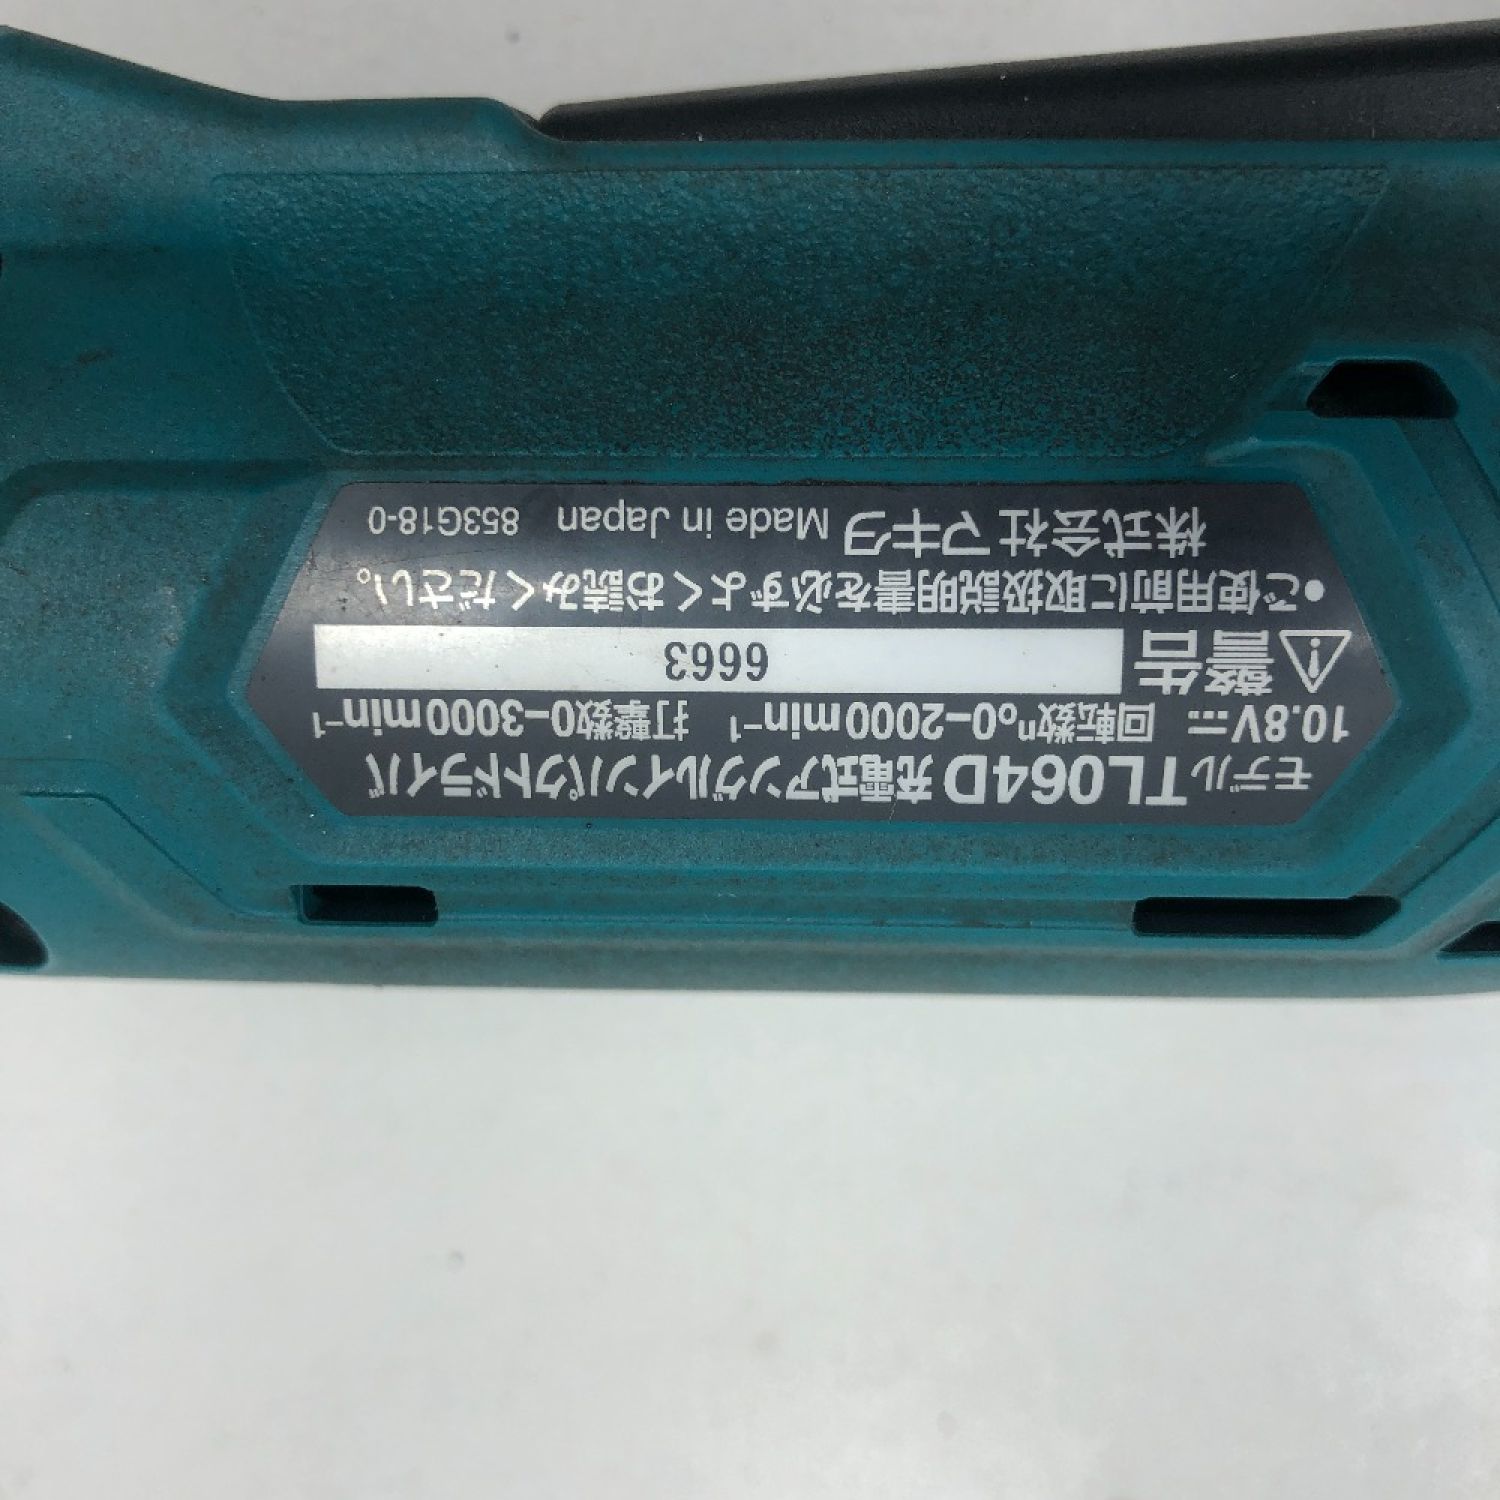 モデル TL064D 充電式アングルインパクトドライバ
10.8V⎓ 回転数n₀0-2000min⁻¹ 打撃数0-3000min⁻¹
⚠警告 6663
●ご使用前に取扱説明書を必ずよくお読みください。
株式会社マキタ Made in Japan 853G18-0